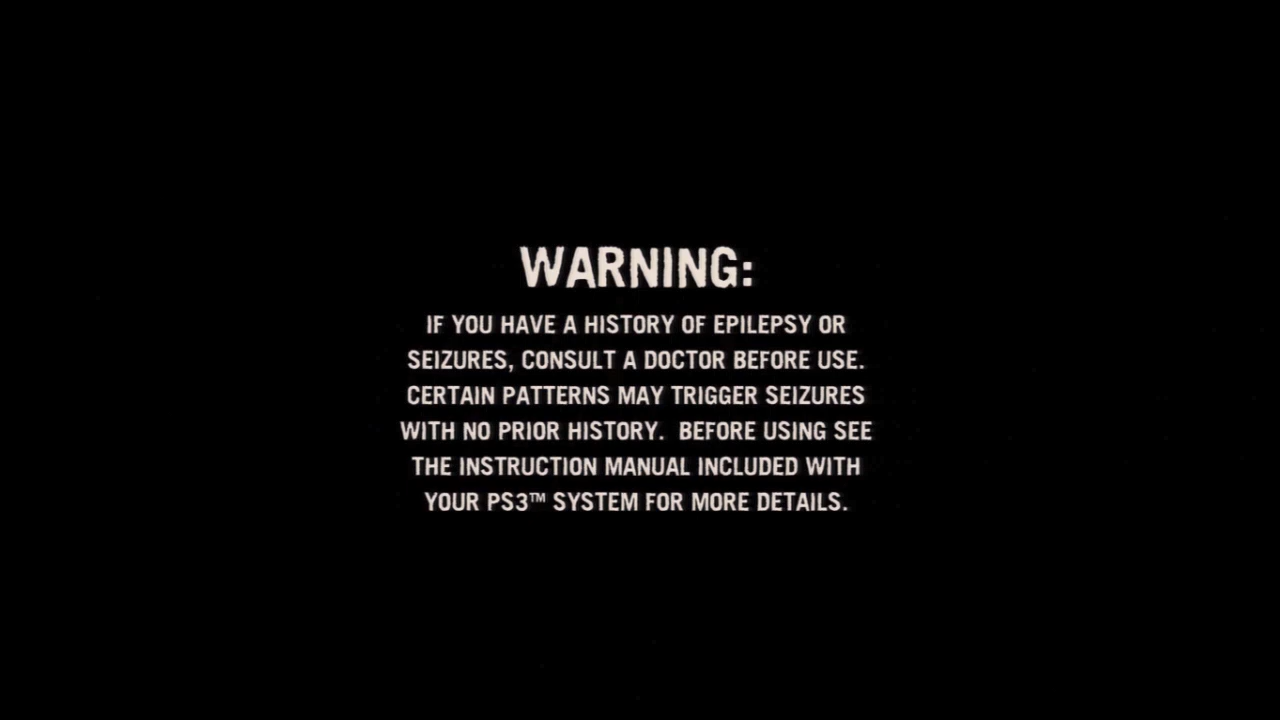 WARNING:
IF YOU HAVE A HISTORY OF EPILEPSY OR
SEIZURES, CONSULT A DOCTOR BEFORE USE.
CERTAIN PATTERNS MAY TRIGGER SEIZURES
WITH NO PRIOR HISTORY.  BEFORE USING SEE
THE INSTRUCTION MANUAL INCLUDED WITH
YOUR PS3™ SYSTEM FOR MORE DETAILS.